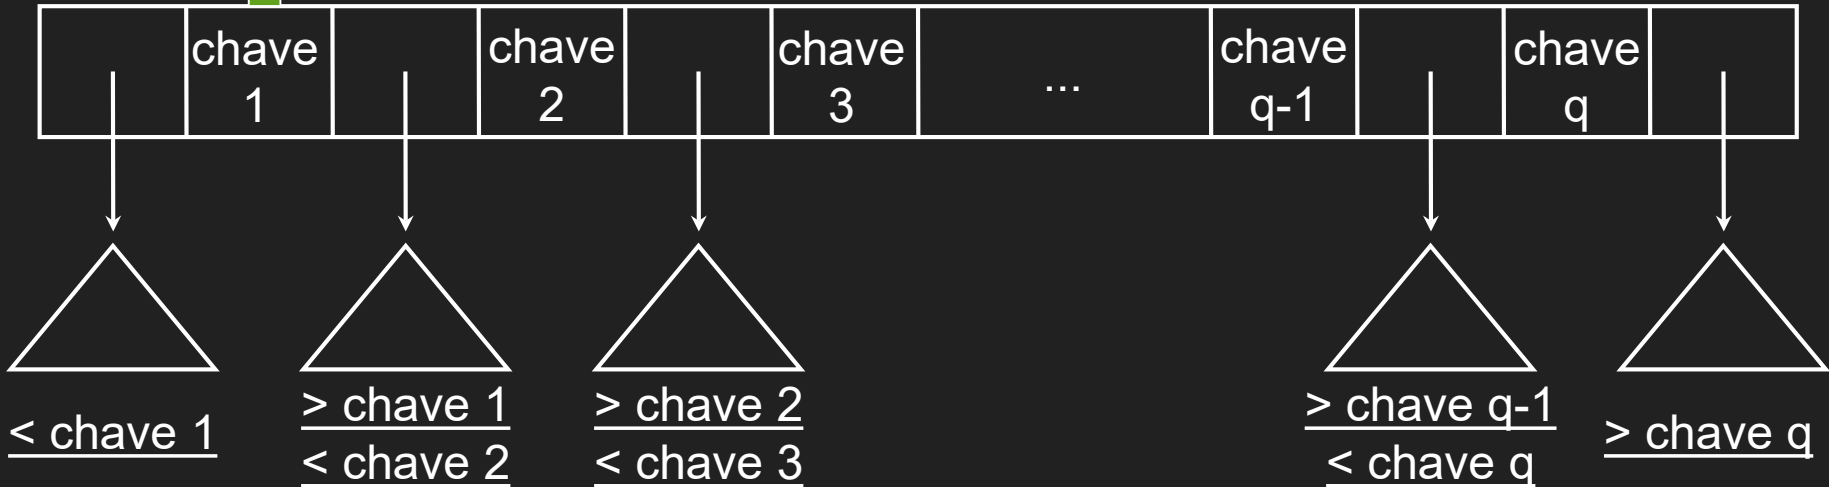 chave
1
chave
2
chave
3
...
chave
q-1
chave
q
< chave 1
> chave 1
< chave 2
> chave 2
< chave 3
> chave q-1
< chave q
> chave q